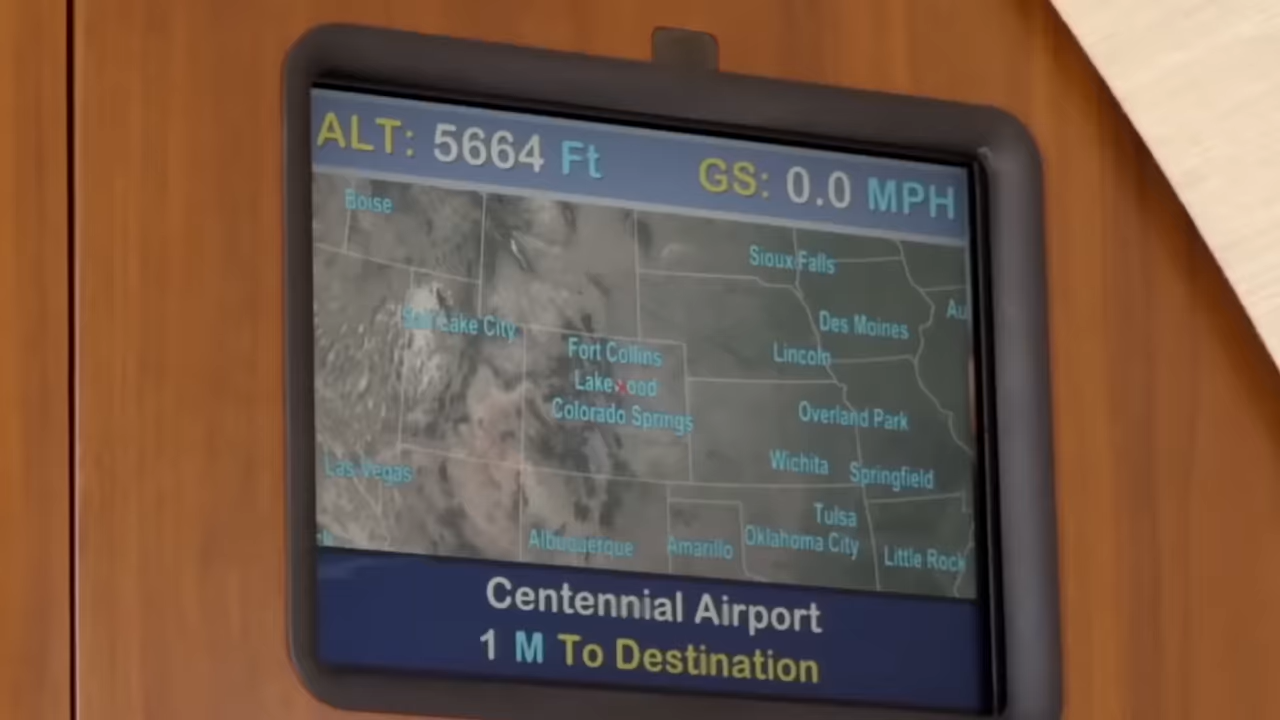 ALT: 5664 Ft GS: 0.0 MPH
Boise
Sioux Falls
Au
Salt Lake City
Des Moines
Fort Collins
Lincoln
Lakewood
Colorado Springs
Overland Park
Las Vegas
Wichita
Springfield
Tulsa
Albuquerque
Amarillo
Oklahoma City
Little Rock
Centennial Airport
1 M To Destination